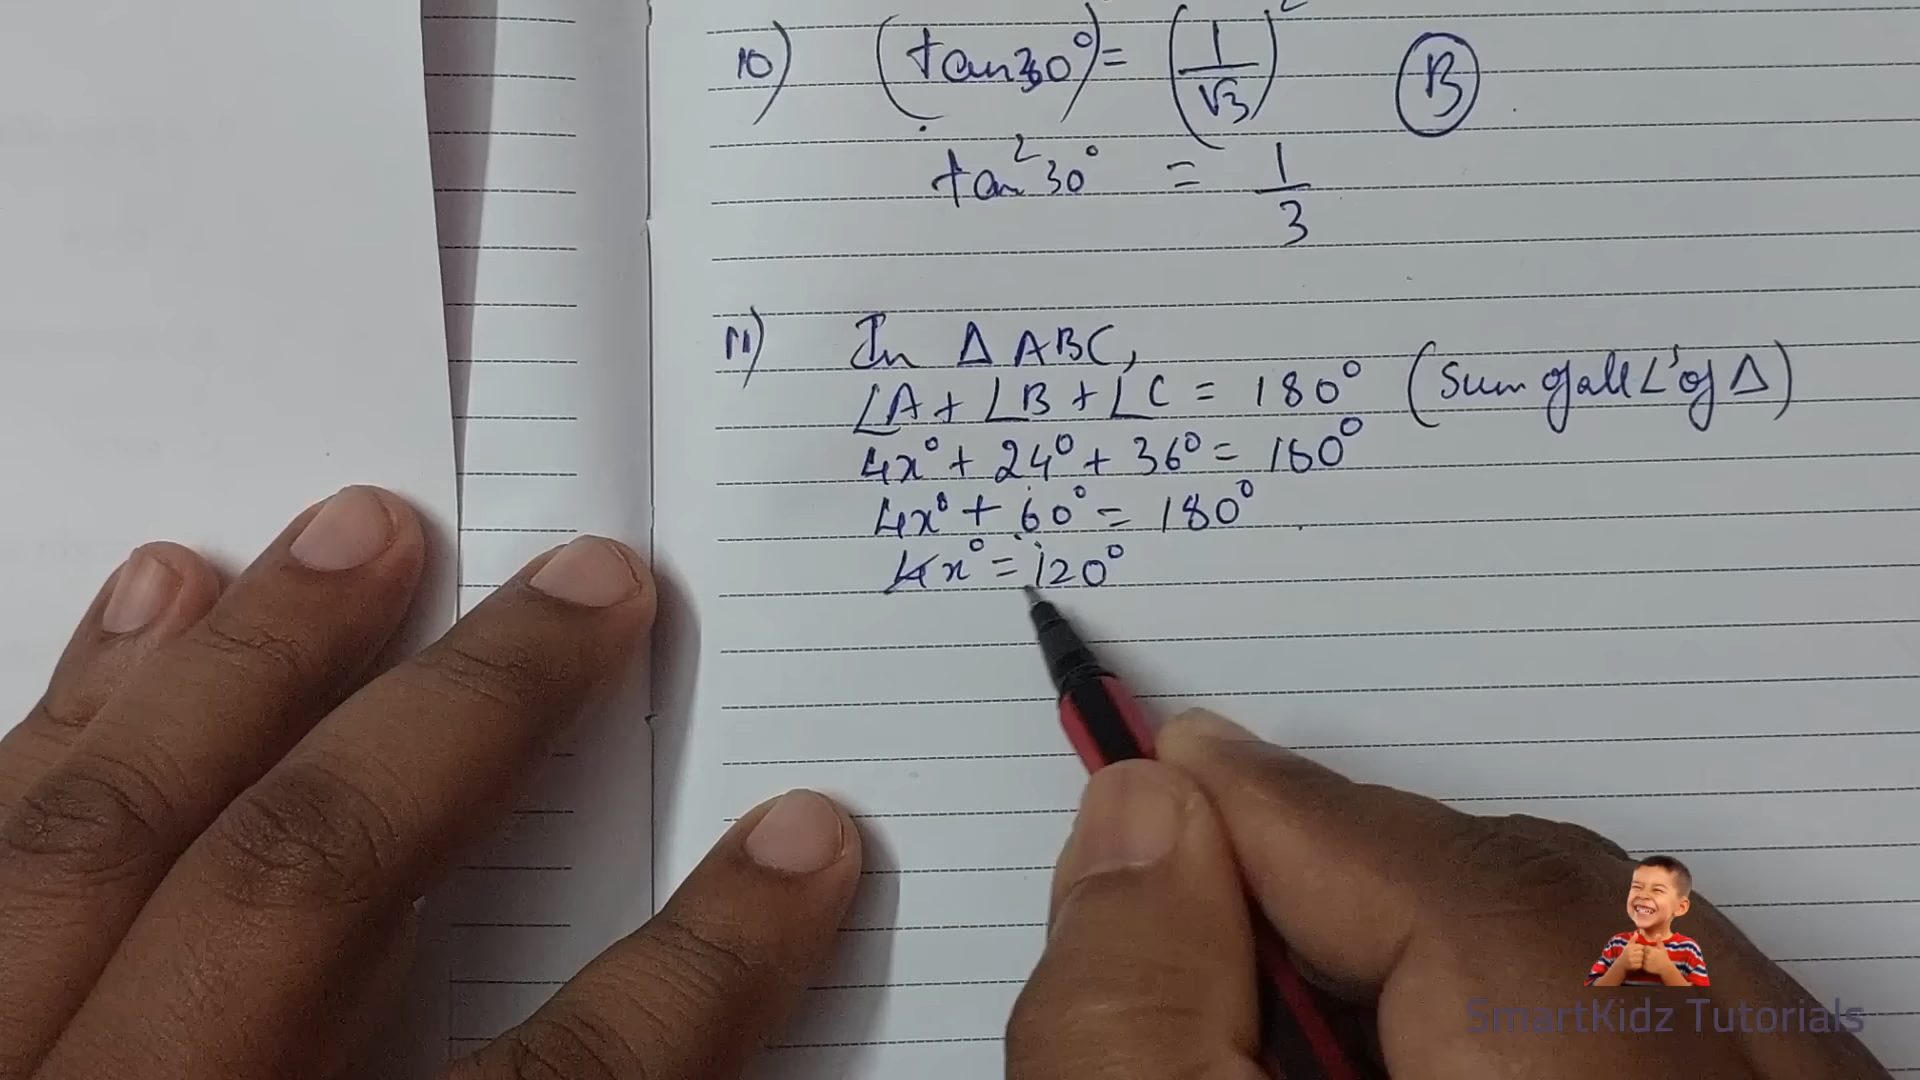 10) (tan30°)² = (1/√3)² B
tan²30° = 1/3
11) In Δ ABC,
∠A + ∠B + ∠C = 180° (Sum of all ∠'s of Δ)
4x° + 24° + 36° = 180°
4x° + 60° = 180°
4x° = 120°
SmartKidz Tutorials